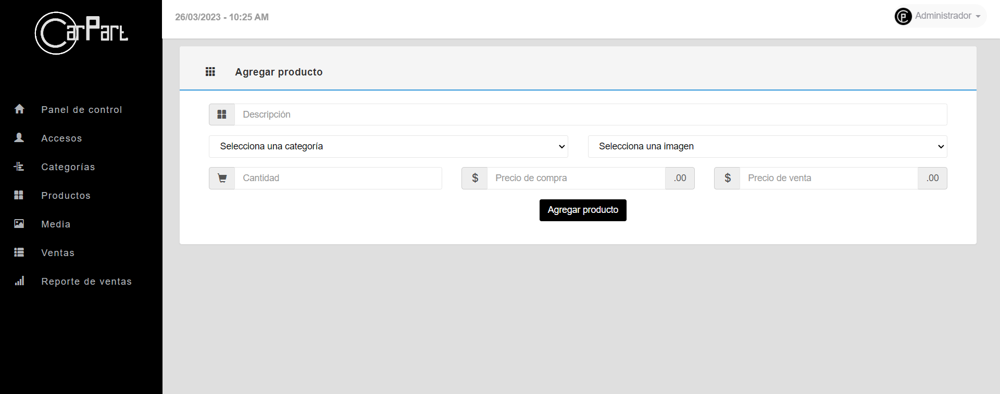 CarPart
26/03/2023 - 10:25 AM
Administrador
Panel de control
Accesos
Categorías
Productos
Media
Ventas
Reporte de ventas
Agregar producto
Descripción
Selecciona una categoría
Selecciona una imagen
Cantidad
$ Precio de compra .00
$ Precio de venta .00
Agregar producto